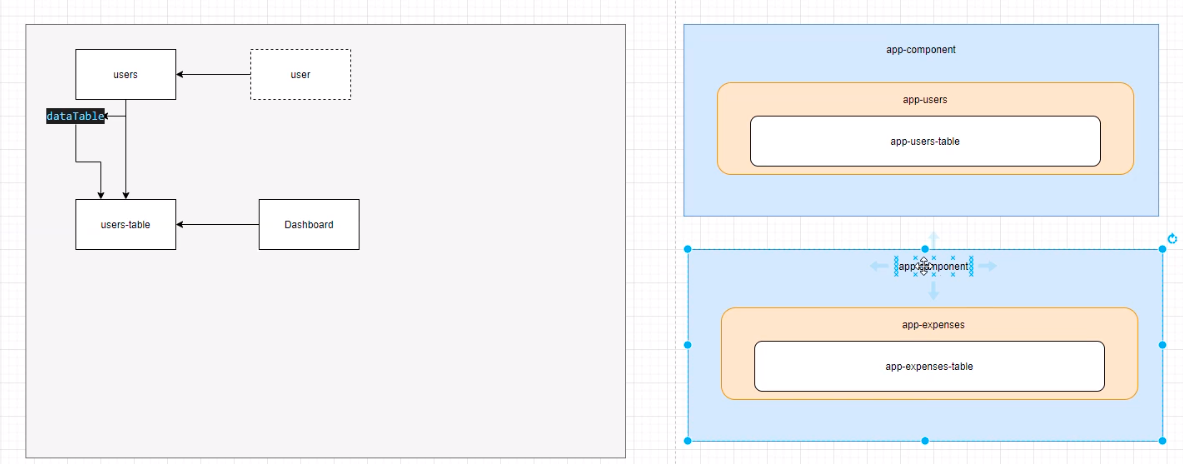 users
user
dataTable
users-table
Dashboard
app-component
app-users
app-users-table
app-component
app-expenses
app-expenses-table